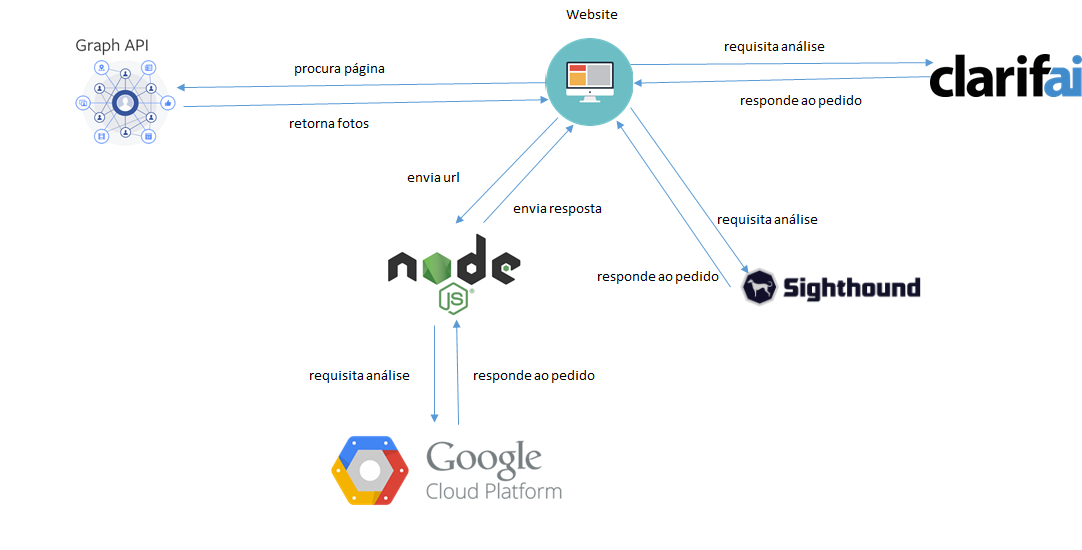 Website
Graph API
requisita análise
procura página
clarifai
responde ao pedido
retorna fotos
envia url
envia resposta
requisita análise
node
JS
responde ao pedido
Sighthound
requisita análise
responde ao pedido
Google
Cloud Platform